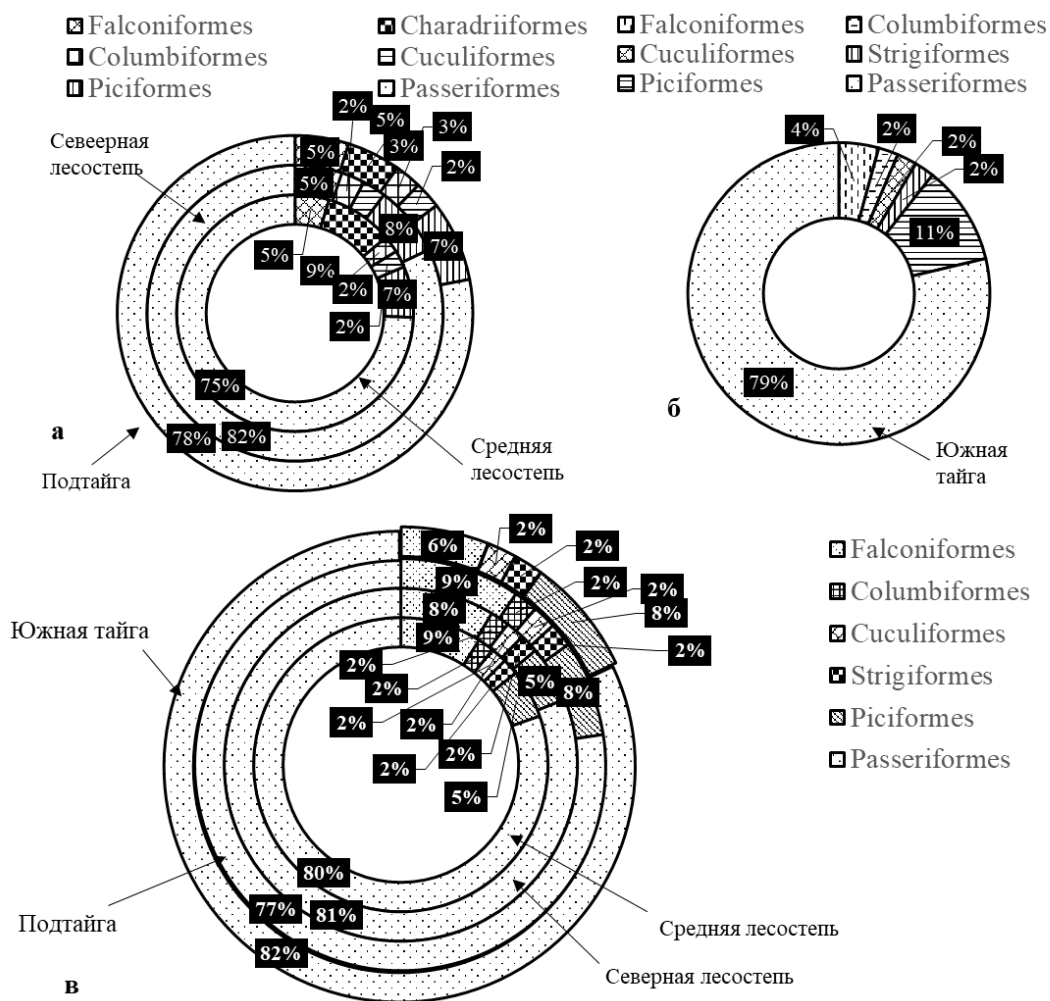 Falconiformes
Charadriiformes
Columbiformes
Cuculiformes
Piciformes
Passeriformes
Falconiformes
Columbiformes
Cuculiformes
Strigiformes
Piciformes
Passeriformes
Севеерная
лесостепь
2%
5%
3%
3%
2%
5%
5%
8%
7%
5%
9%
2%
7%
2%
75%
78%
82%
а
Подтайга
Средняя
лесостепь
4%
2%
2%
2%
11%
79%
б
Южная
тайга
6%
2%
2%
9%
2%
2%
8%
8%
9%
2%
2%
2%
5%
8%
2%
2%
2%
2%
5%
80%
77%
81%
82%
Южная тайга
Подтайга
Средняя лесостепь
Северная лесостепь
в
Falconiformes
Columbiformes
Cuculiformes
Strigiformes
Piciformes
Passeriformes